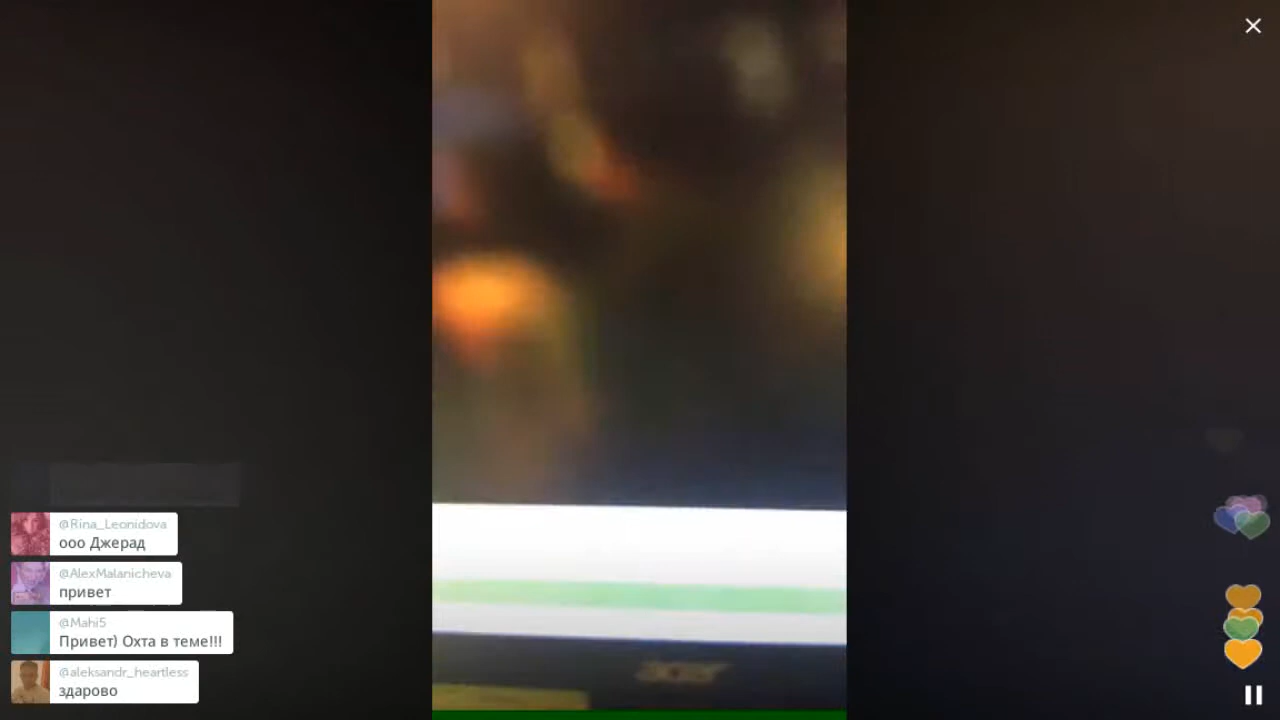 @Rina_Leonidova
ооо Джерад
@AlexMalanicheva
привет
@Mahi5
Привет) Охта в теме!!!
@aleksandr_heartless
здарово